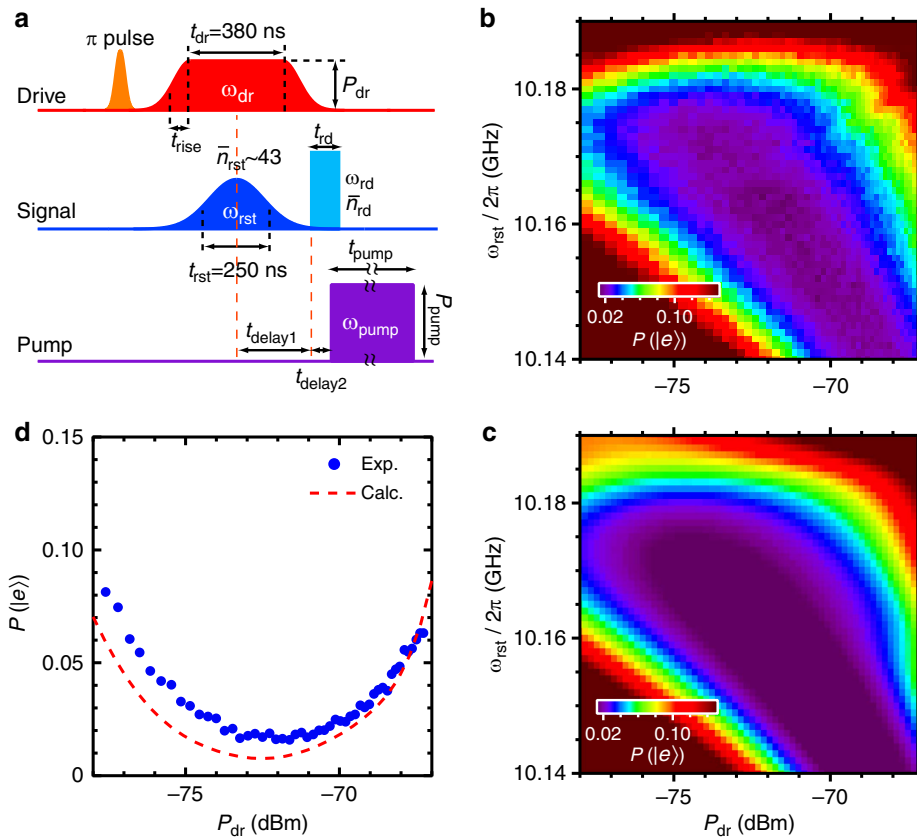 a
π pulse
t_dr=380 ns
Drive
ω_dr
P_dr
t_rise
n̅_rst~43
t_rd
Signal
ω_rst
ω_rd
n̅_rd
t_rst=250 ns
t_pump
Pump
t_delay1
ω_pump
P_pump
t_delay2
b
10.18
10.16
10.14
ω_rst / 2π (GHz)
0.02
0.10
P (|e⟩)
−75
−70
d
0.15
0.10
0.05
0
P (|e⟩)
Exp.
Calc.
−75
−70
P_dr (dBm)
c
10.18
10.16
10.14
ω_rst / 2π (GHz)
0.02
0.10
P (|e⟩)
−75
−70
P_dr (dBm)